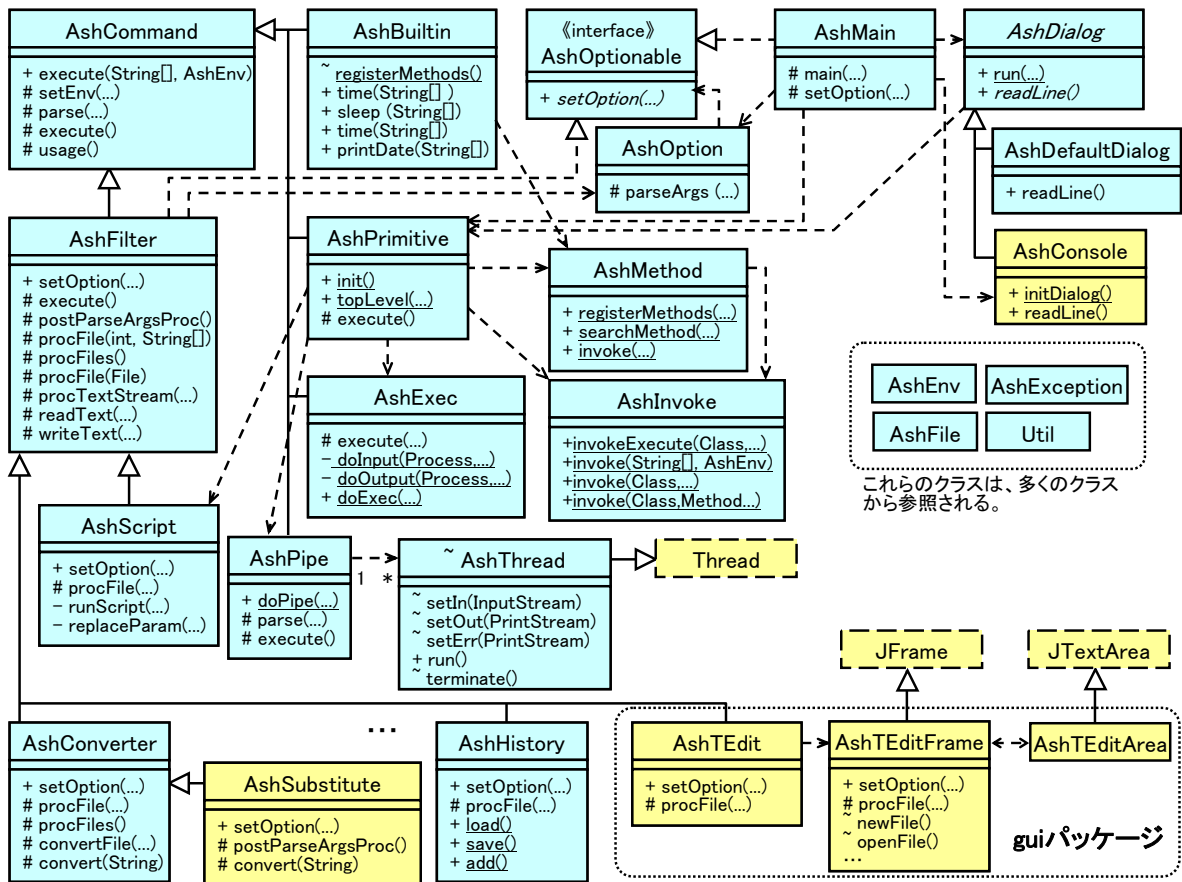 AshCommand
+ execute(String[], AshEnv)
# setEnv(...)
# parse(...)
# execute()
# usage()
AshBuiltin
~ registerMethods()
+ time(String[] )
+ sleep (String[])
+ time(String[])
+ printDate(String[])
《interface》
AshOptionable
+ setOption(...)
AshMain
# main(...)
# setOption(...)
AshDialog
+ run(...)
+ readLine()
AshOption
# parseArgs (...)
AshDefaultDialog
+ readLine()
AshFilter
+ setOption(...)
# execute()
# postParseArgsProc()
# procFile(int, String[])
# procFiles()
# procFile(File)
# procTextStream(...)
# readText(...)
# writeText(...)
AshPrimitive
+ init()
+ topLevel(...)
# execute()
AshMethod
+ registerMethods(...)
+ searchMethod(...)
+ invoke(...)
AshConsole
+ initDialog()
+ readLine()
AshExec
# execute(...)
- doInput(Process,...)
- doOutput(Process,...)
+ doExec(...)
AshInvoke
+invokeExecute(Class,...)
+invoke(String[], AshEnv)
+invoke(Class,...)
+invoke(Class,Method...)
AshEnv
AshException
AshFile
Util
これらのクラスは、多くのクラス
から参照される。
AshScript
+ setOption(...)
# procFile(...)
- runScript(...)
- replaceParam(...)
AshPipe
+ doPipe(...)
# parse(...)
# execute()
1
*
~ AshThread
~ setIn(InputStream)
~ setOut(PrintStream)
~ setErr(PrintStream)
+ run()
~ terminate()
Thread
JFrame
JTextArea
AshConverter
+ setOption(...)
# procFile(...)
# procFiles()
# convertFile(...)
# convert(String)
AshSubstitute
+ setOption(...)
# postParseArgsProc()
# convert(String)
...
AshHistory
+ setOption(...)
# procFile(...)
+ load()
+ save()
+ add()
AshTEdit
+ setOption(...)
# procFile(...)
AshTEditFrame
+ setOption(...)
# procFile(...)
~ newFile()
~ openFile()
...
AshTEditArea
guiパッケージ